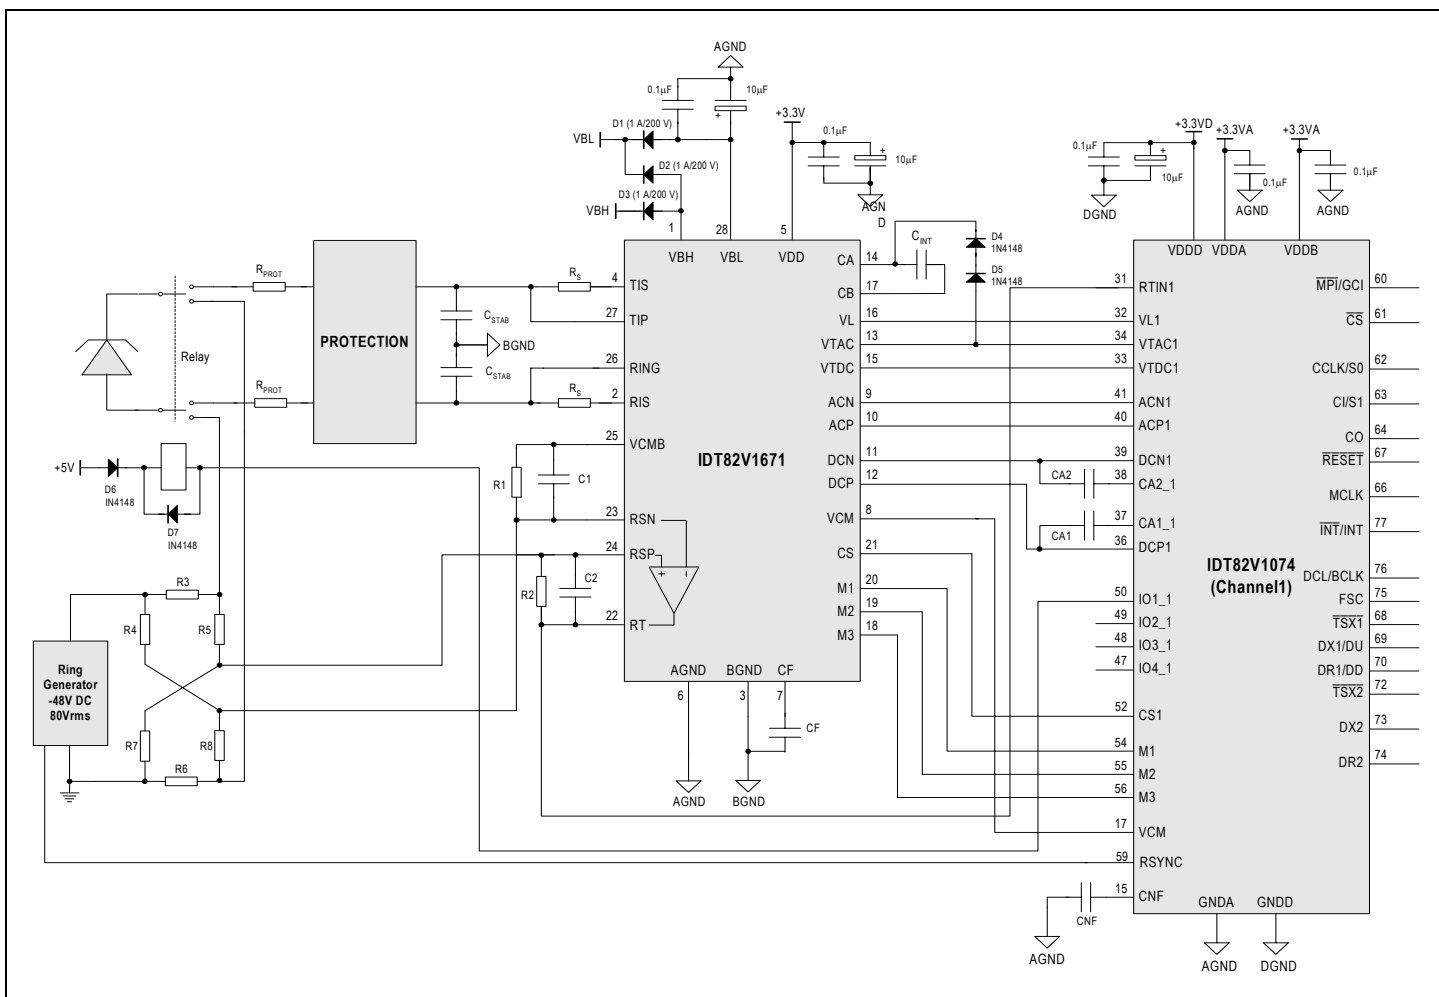 AGND
0.1µF
10µF
+
+3.3V
0.1µF
+
10µF
AGN
D
VBL
D1 (1 A/200 V)
D2 (1 A/200 V)
D3 (1 A/200 V)
VBH
1
28
5
VBH
VBL
VDD
+3.3VD
+3.3VA
+3.3VA
0.1µF
+
10µF
DGND
0.1µF
AGND
0.1µF
AGND
VDDD
VDDA
VDDB
RPROT
RPROT
Relay
PROTECTION
CSTAB
CSTAB
BGND
RS
RS
4
TIS
27
TIP
26
RING
2
RIS
25
VCMB
23
RSN
24
RSP
+
-
22
RT
IDT82V1671
AGND
BGND
CF
6
3
7
CF
AGND
BGND
CA
14
CB
17
VL
16
VTAC
13
VTDC
15
ACN
9
ACP
10
DCN
11
DCP
12
VCM
8
CS
21
M1
20
M2
19
M3
18
CINT
D4
1N4148
D5
1N4148
R1
C1
R2
C2
+5V
D6
IN4148
D7
IN4148
R3
R4
R5
R7
R8
R6
Ring
Generator
-48V DC
80Vrms
CA2
CA1
31
RTIN1
32
VL1
34
VTAC1
33
VTDC1
41
ACN1
40
ACP1
39
DCN1
38
CA2_1
37
CA1_1
36
DCP1
50
IO1_1
49
IO2_1
48
IO3_1
47
IO4_1
52
CS1
54
M1
55
M2
56
M3
17
VCM
59
RSYNC
15
CNF
CNF
AGND
IDT82V1074
(Channel1)
MPI/GCI
60
CS
61
CCLK/S0
62
CI/S1
63
CO
64
RESET
67
MCLK
66
INT/INT
77
DCL/BCLK
76
FSC
75
TSX1
68
DX1/DU
69
DR1/DD
70
TSX2
72
DX2
73
DR2
74
GNDA
GNDD
AGND
DGND